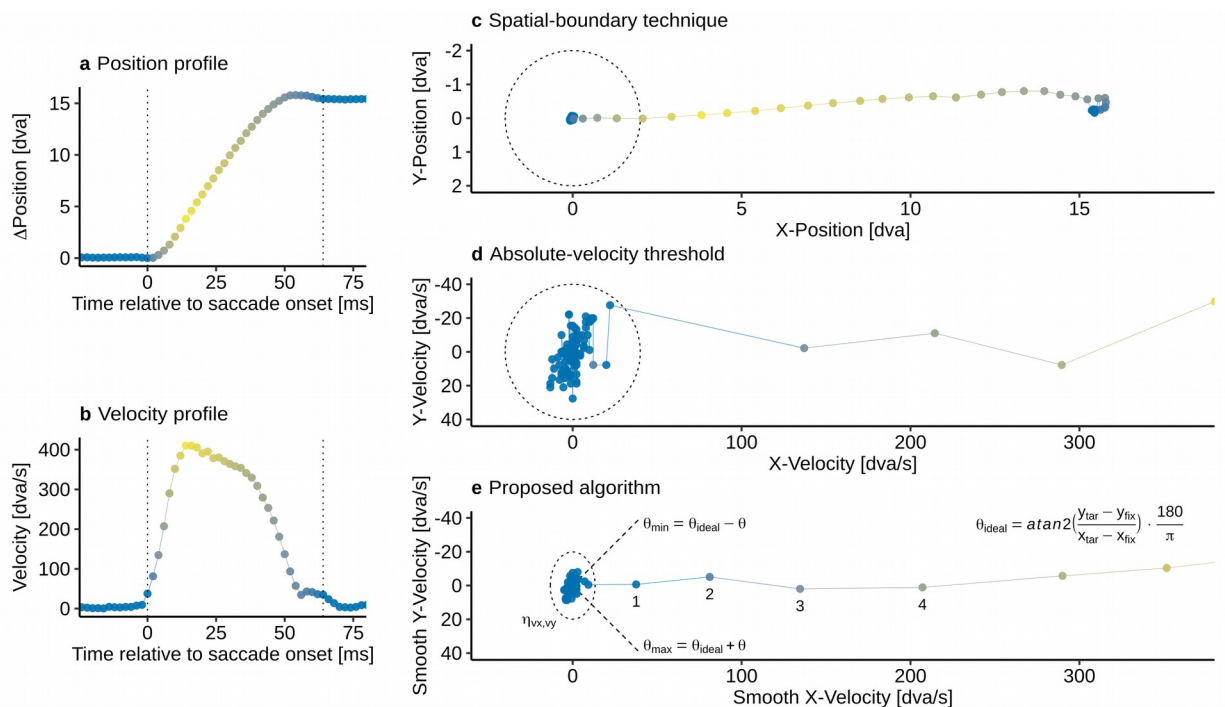 a Position profile
ΔPosition [dva]
15
10
5
0
0
25
50
75
Time relative to saccade onset [ms]
b Velocity profile
Velocity [dva/s]
400
300
200
100
0
0
25
50
75
Time relative to saccade onset [ms]
c Spatial-boundary technique
Y-Position [dva]
-2
-1
0
1
2
0
5
10
15
X-Position [dva]
d Absolute-velocity threshold
Y-Velocity [dva/s]
-40
-20
0
20
40
0
100
200
300
X-Velocity [dva/s]
e Proposed algorithm
Smooth Y-Velocity [dva/s]
-40
-20
0
20
40
θmin = θideal − θ
θideal = atan2(ytar − yfix / xtar − xfix) · 180 / π
1
2
3
4
ηvx,vy
θmax = θideal + θ
0
100
200
300
Smooth X-Velocity [dva/s]